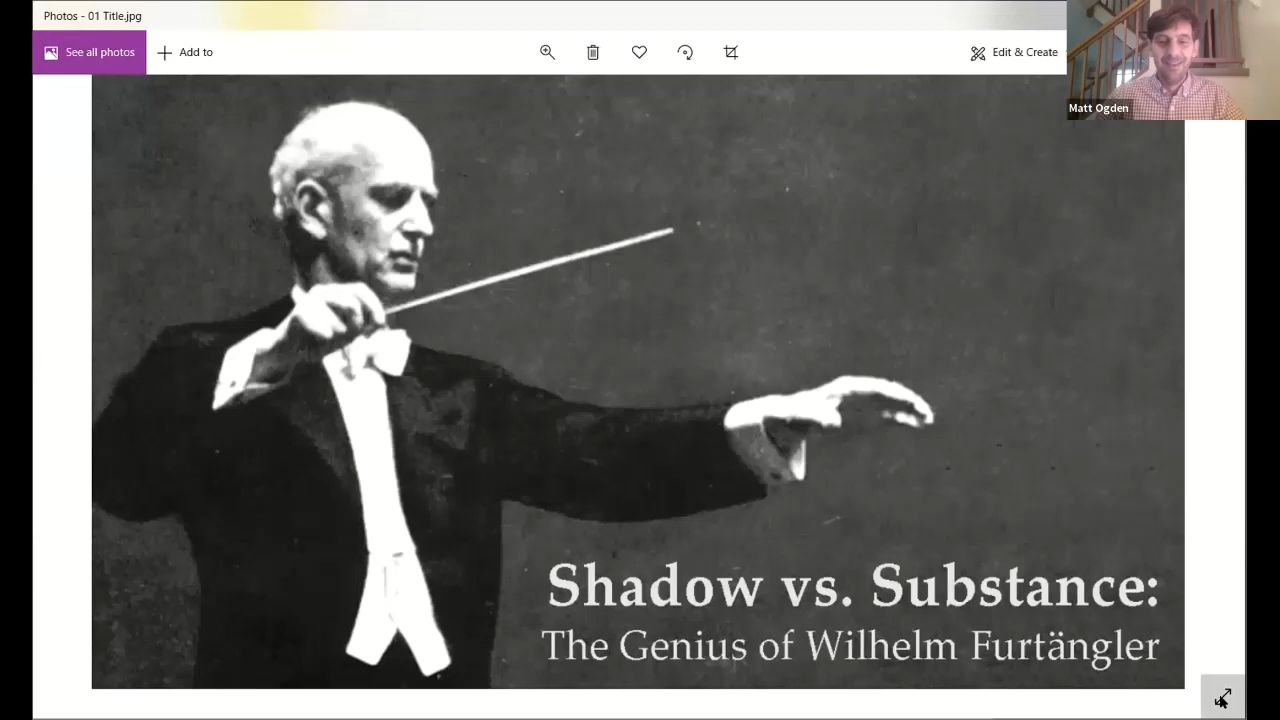 Photos - 01 Title.jpg
See all photos
Add to
Edit & Create
Matt Ogden
Shadow vs. Substance:
The Genius of Wilhelm Furtängler